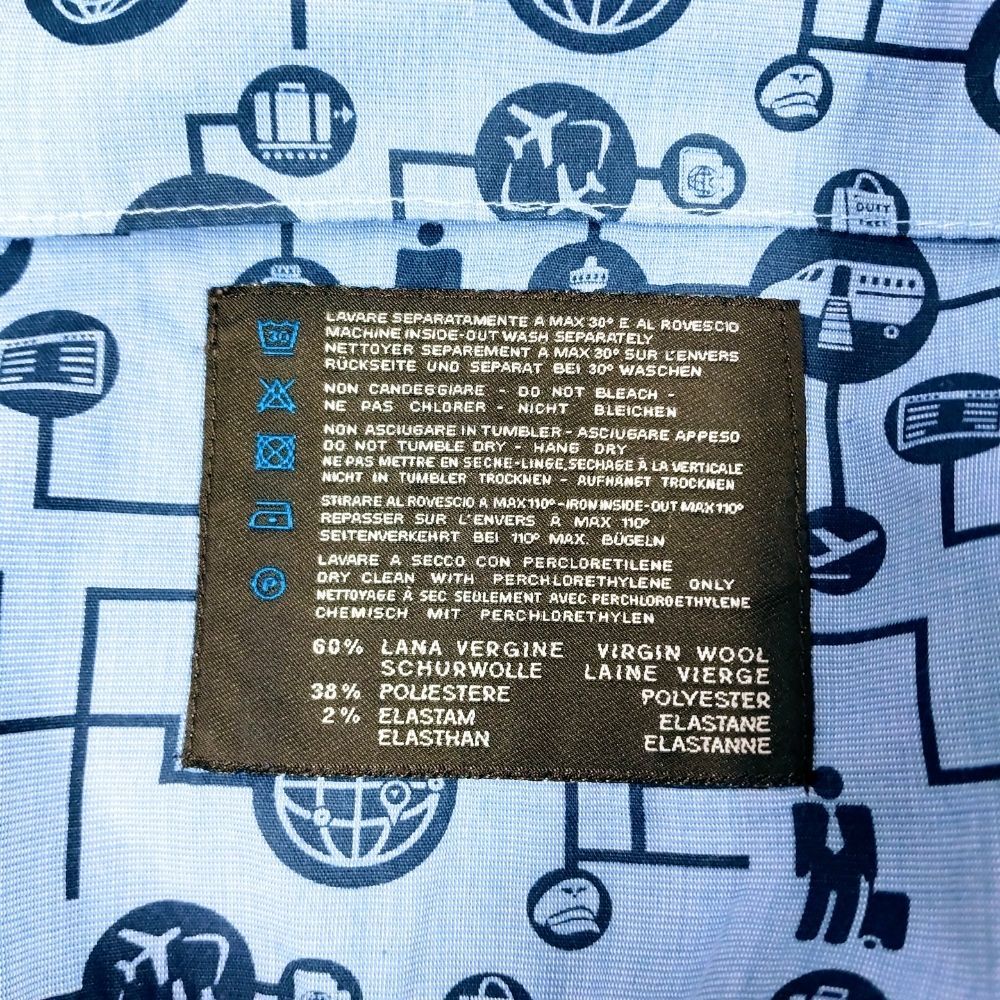 DUTY
TAXI
30
LAVARE SEPARATAMENTE A MAX 30° E AL ROVESCIO
MACHINE INSIDE-OUT WASH SEPARATELY
NETTOYER SEPAREMENT A MAX 30° SUR L'ENVERS
RÜCKSEITE UND SEPARAT BEI 30° WASCHEN
NON CANDEGGIARE - DO NOT BLEACH -
NE PAS CHLORER - NICHT BLEICHEN
NON ASCIUGARE IN TUMBLER - ASCIUGARE APPESO
DO NOT TUMBLE DRY - HANG DRY
NE PAS METTRE EN SECHE-LINGE, SECHAGE À LA VERTICALE
NICHT IN TUMBLER TROCKNEN - AUFHANGT TROCKNEN
STIRARE AL ROVESCIO A MAX 110° - IRON INSIDE-OUT MAX 110°
REPASSER SUR L'ENVERS À MAX 110°
SEITENVERKEHRT BEI 110° MAX. BÜGELN
P
LAVARE A SECCO CON PERCLORETILENE
DRY CLEAN WITH PERCHLORETHYLENE ONLY
NETTOYAGE À SEC SEULEMENT AVEC PERCHLOROETHYLENE
CHEMISCH MIT PERCHLORETHYLEN
60% LANA VERGINE VIRGIN WOOL
SCHURWOLLE LAINE VIERGE
38% POLIESTERE POLYESTER
2% ELASTAM ELASTANE
ELASTHAN ELASTANNE